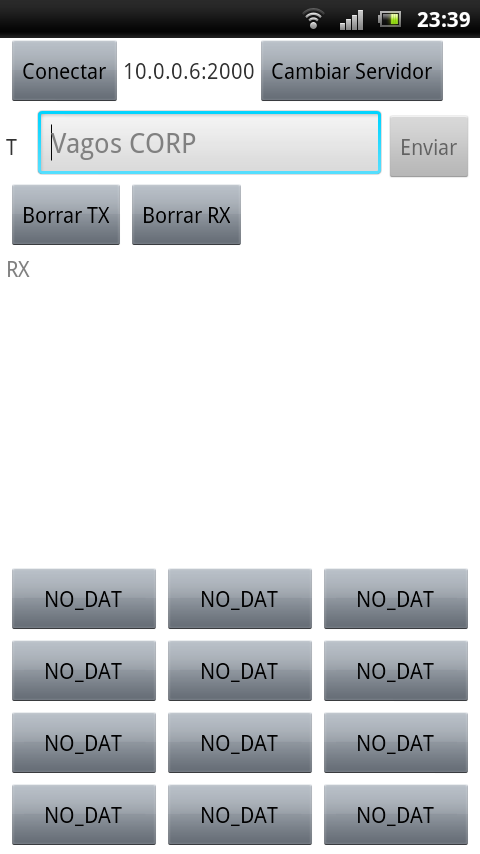 23:39
Conectar 10.0.0.6:2000 Cambiar Servidor
T Vagos CORP Enviar
Borrar TX Borrar RX
RX
NO_DAT NO_DAT NO_DAT
NO_DAT NO_DAT NO_DAT
NO_DAT NO_DAT NO_DAT
NO_DAT NO_DAT NO_DAT